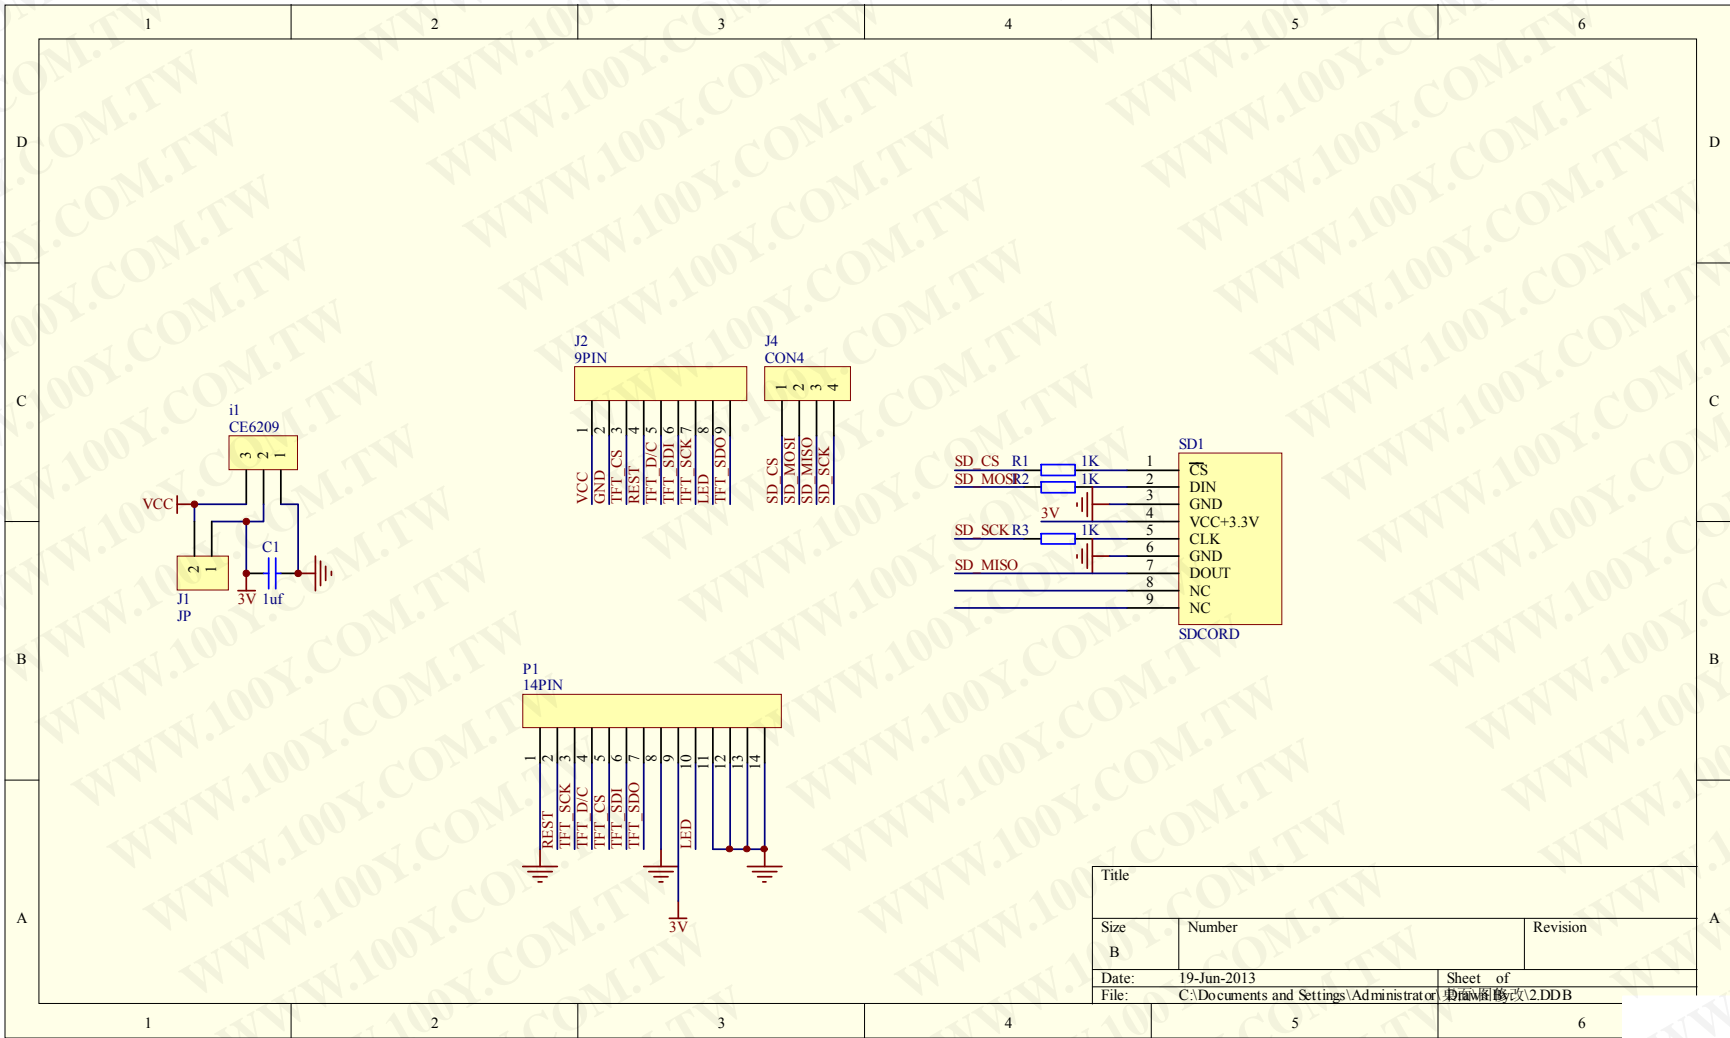 1 2 3 4 5 6
D D
C C
B B
A A
J2
9PIN
1 2 3 4 5 6 7 8 9
VCC
GND
TFT_CS
REST
TFT_D/C
TFT_SDI
TFT_SCK
LED
TFT_SDO
J4
CON4
1 2 3 4
SD_CS
SD_MOSI
SD_MISO
SD_SCK
i1
CE6209
3 2 1
VCC
C1
1uf
3V
2 1
J1
JP
SD1
SD_CS R1 1K 1 CS
SD_MOSI R2 1K 2 DIN
3 GND
3V 4 VCC+3.3V
SD_SCK R3 1K 5 CLK
6 GND
SD_MISO 7 DOUT
8 NC
9 NC
SDCORD
P1
14PIN
1 2 3 4 5 6 7 8 9 10 11 12 13 14
REST
TFT_SCK
TFT_D/C
TFT_CS
TFT_SDI
TFT_SDO
LED
3V
Title
Size Number Revision
B
Date: 19-Jun-2013 Sheet of
File: C:\Documents and Settings\Administrator\桌面\图修改\2.DDB
Drawn By:
1 2 3 4 5 6
WWW.100Y.COM.TW